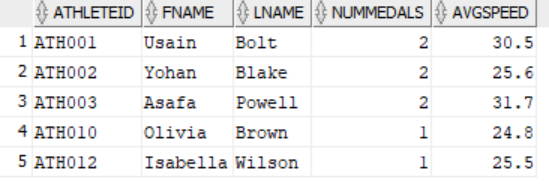 ATHLETEID FNAME LNAME NUMMEDALS AVGSPEED
1 ATH001 Usain Bolt 2 30.5
2 ATH002 Yohan Blake 2 25.6
3 ATH003 Asafa Powell 2 31.7
4 ATH010 Olivia Brown 1 24.8
5 ATH012 Isabella Wilson 1 25.5